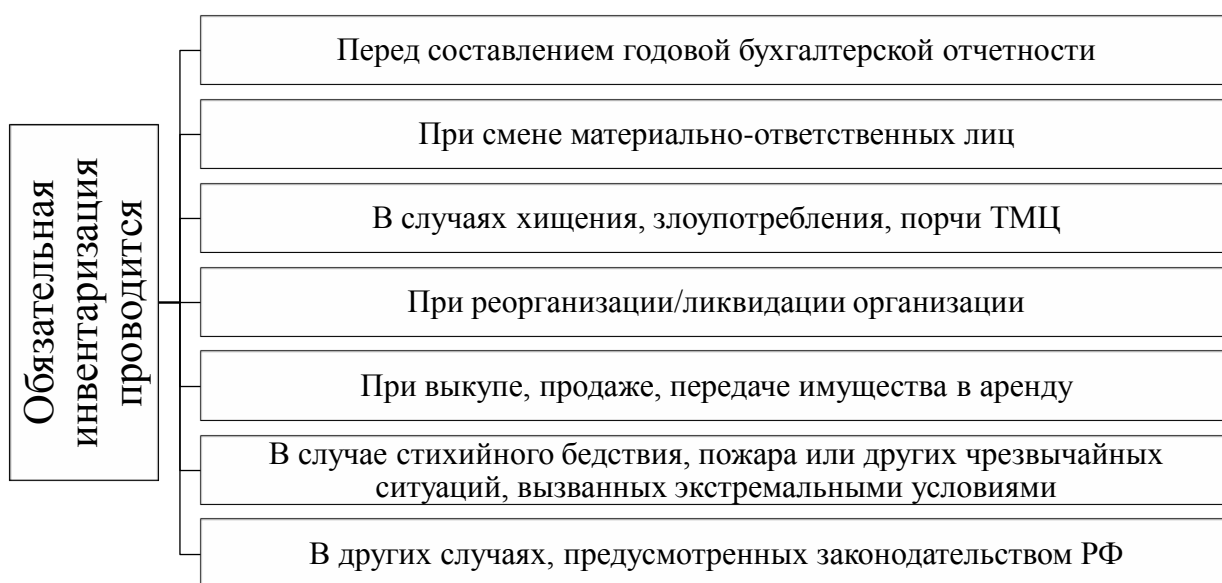 Обязательная
инвентаризация
проводится
Перед составлением годовой бухгалтерской отчетности
При смене материально-ответственных лиц
В случаях хищения, злоупотребления, порчи ТМЦ
При реорганизации/ликвидации организации
При выкупе, продаже, передаче имущества в аренду
В случае стихийного бедствия, пожара или других чрезвычайных
ситуаций, вызванных экстремальными условиями
В других случаях, предусмотренных законодательством РФ